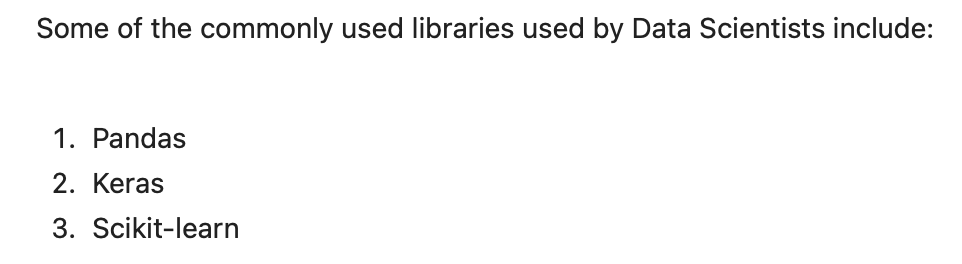 Some of the commonly used libraries used by Data Scientists include:
1. Pandas
2. Keras
3. Scikit-learn